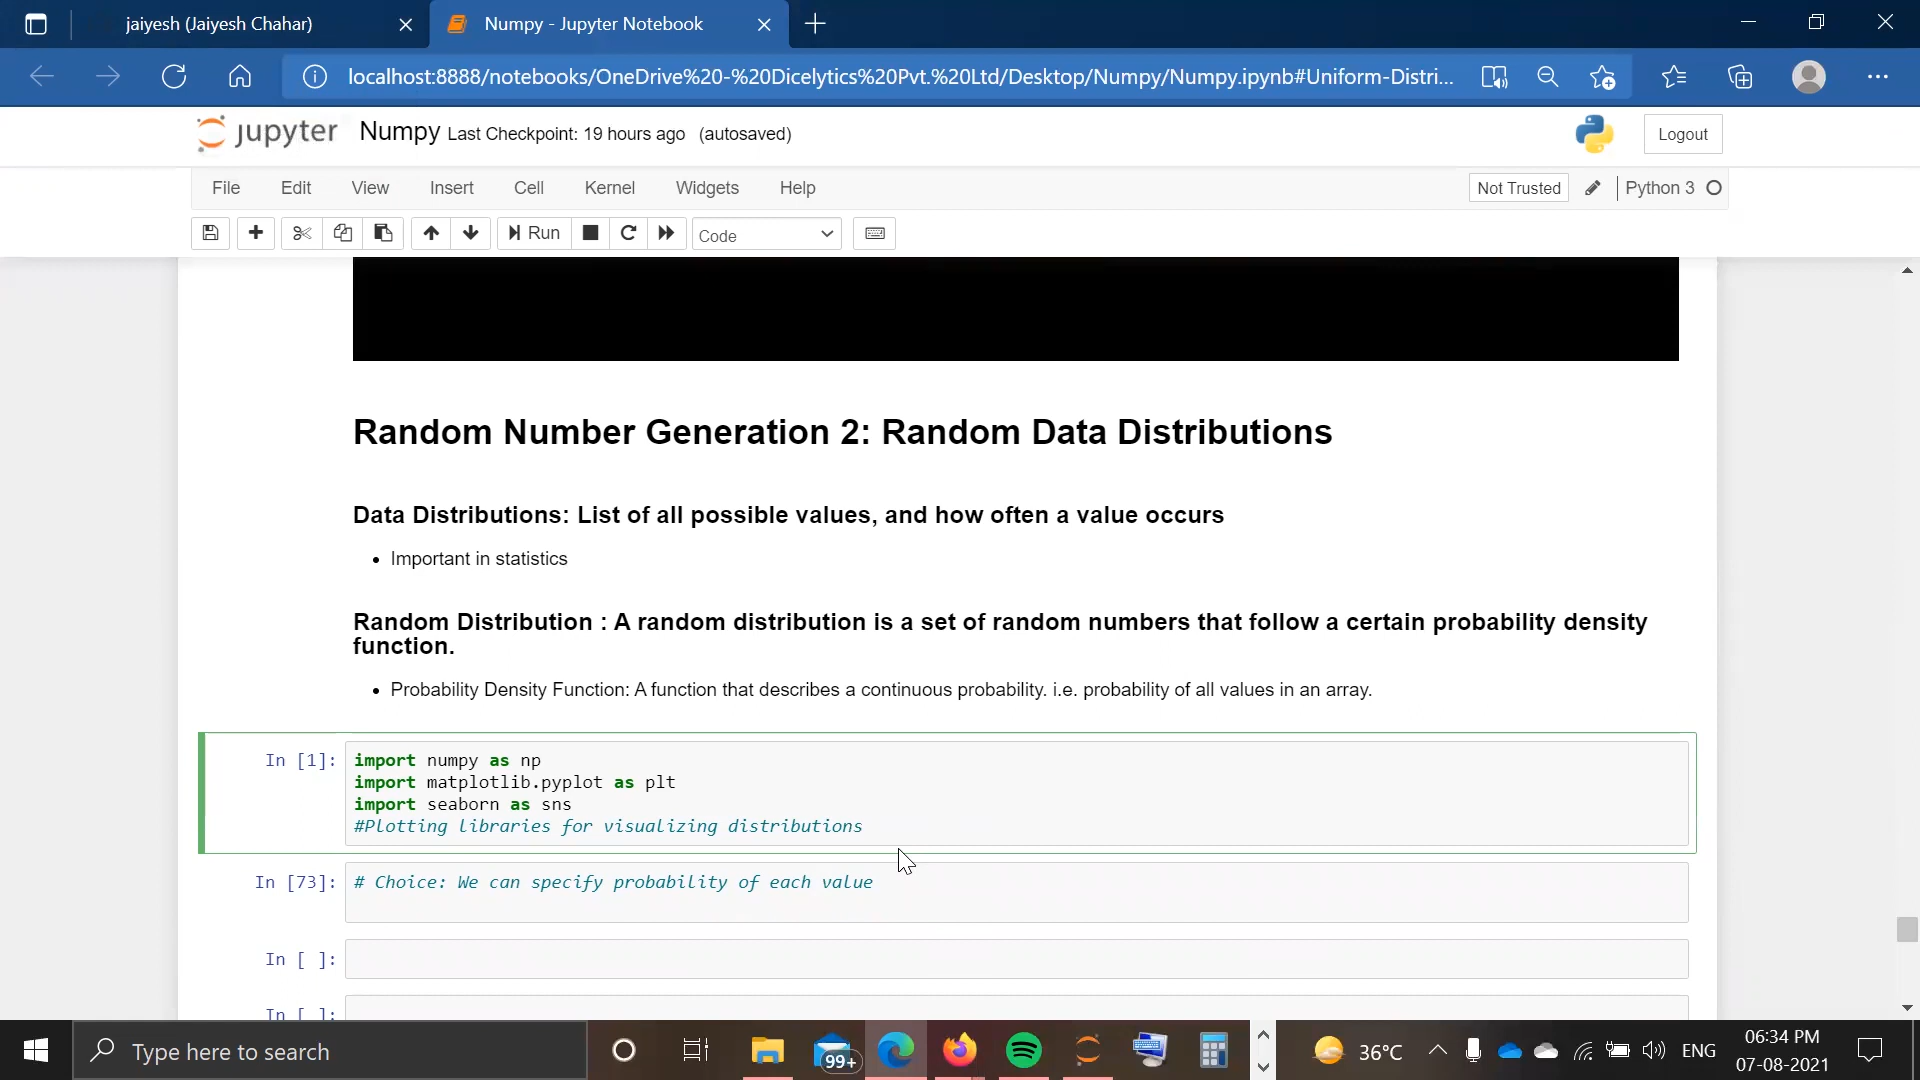 jaiyesh (Jaiyesh Chahar)
Numpy - Jupyter Notebook
localhost:8888/notebooks/OneDrive%20-%20Dicelytics%20Pvt.%20Ltd/Desktop/Numpy/Numpy.ipynb#Uniform-Distri...
jupyter Numpy Last Checkpoint: 19 hours ago (autosaved)
Logout
File Edit View Insert Cell Kernel Widgets Help
Not Trusted Python 3
Run Code
Random Number Generation 2: Random Data Distributions
Data Distributions: List of all possible values, and how often a value occurs
• Important in statistics
Random Distribution : A random distribution is a set of random numbers that follow a certain probability density
function.
• Probability Density Function: A function that describes a continuous probability. i.e. probability of all values in an array.
In [1]: import numpy as np
import matplotlib.pyplot as plt
import seaborn as sns
#Plotting libraries for visualizing distributions
In [73]: # Choice: We can specify probability of each value
In [ ]:
In [ ]:
Type here to search
99+
36°C
ENG
06:34 PM
07-08-2021